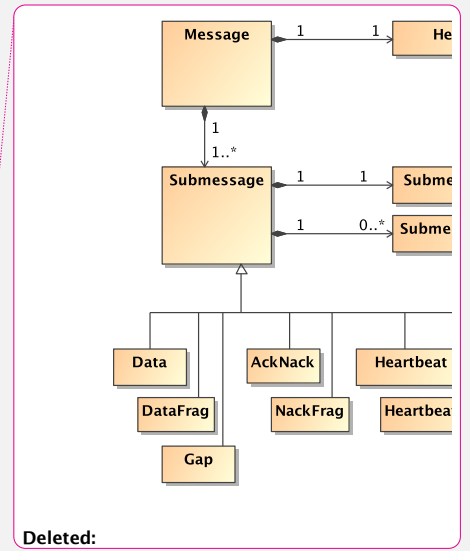 Message
1
1
He
1
1..*
Submessage
1
1
Subme
1
0..*
Subme
Data
AckNack
Heartbeat
DataFrag
NackFrag
Heartbeat
Gap
Deleted: